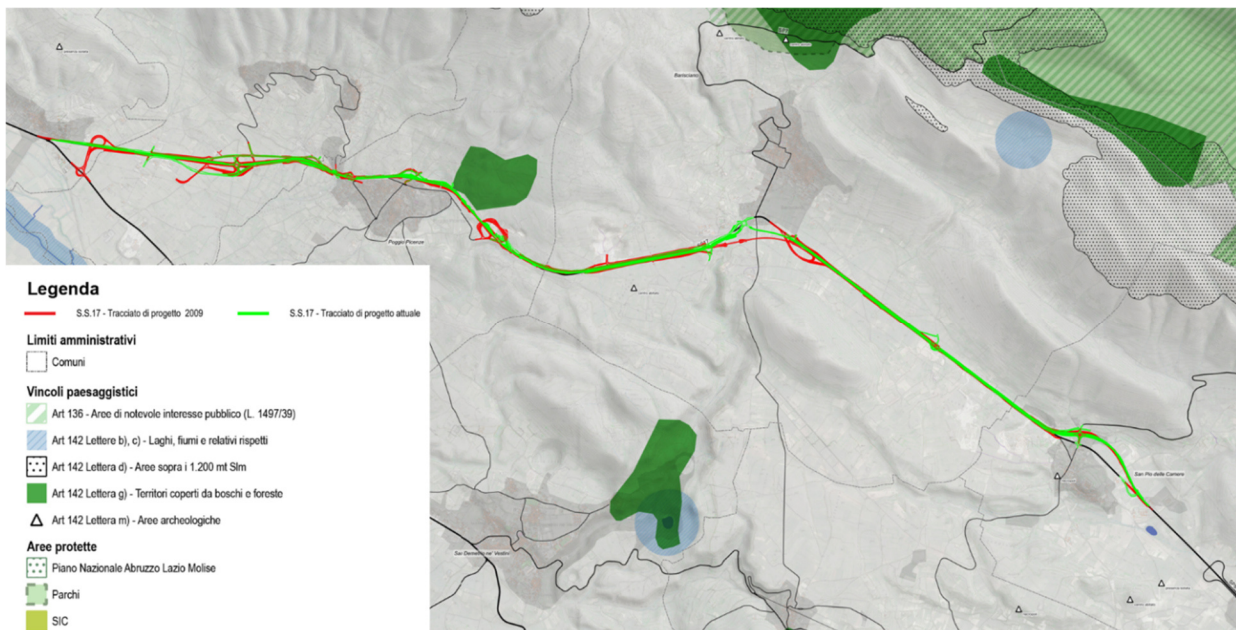 Barisciano
Poggio Picenze
San Pio delle Camere
San Demetrio ne' Vestini
Legenda
S.S.17 - Tracciato di progetto 2009
S.S.17 - Tracciato di progetto attuale
Limiti amministrativi
Comuni
Vincoli paesaggistici
Art 136 - Aree di notevole interesse pubblico (L. 1497/39)
Art 142 Lettere b), c) - Laghi, fiumi e relativi rispetti
Art 142 Lettera d) - Aree sopra i 1.200 mt Slm
Art 142 Lettera g) - Territori coperti da boschi e foreste
Art 142 Lettera m) - Aree archeologiche
Aree protette
Piano Nazionale Abruzzo Lazio Molise
Parchi
SIC